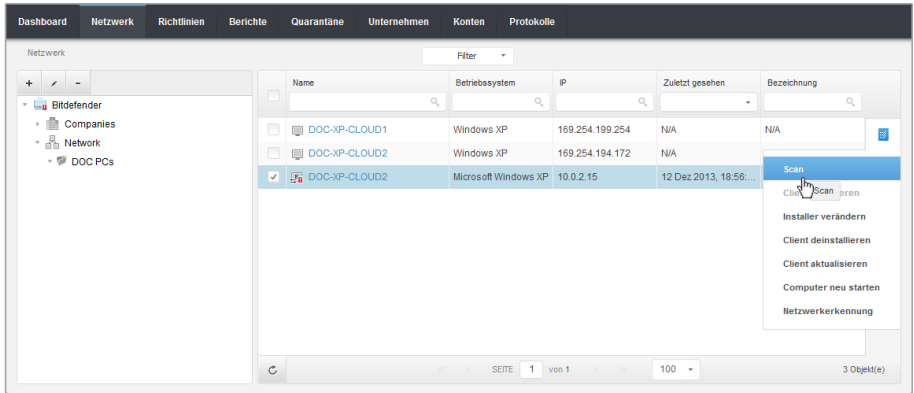 Dashboard Netzwerk Richtlinien Berichte Quarantäne Unternehmen Konten Protokolle
Netzwerk Filter
Name Betriebssystem IP Zuletzt gesehen Bezeichnung
Bitdefender
Companies
Network
DOC PCs
DOC-XP-CLOUD1 Windows XP 169.254.199.254 N/A N/A
DOC-XP-CLOUD2 Windows XP 169.254.194.172 N/A
DOC-XP-CLOUD2 Microsoft Windows XP 10.0.2.15 12 Dez 2013, 18:56:...
Scan
Scan
Installer verändern
Client deinstallieren
Client aktualisieren
Computer neu starten
Netzwerkerkennung
SEITE 1 von 1 100 3 Objekt(e)